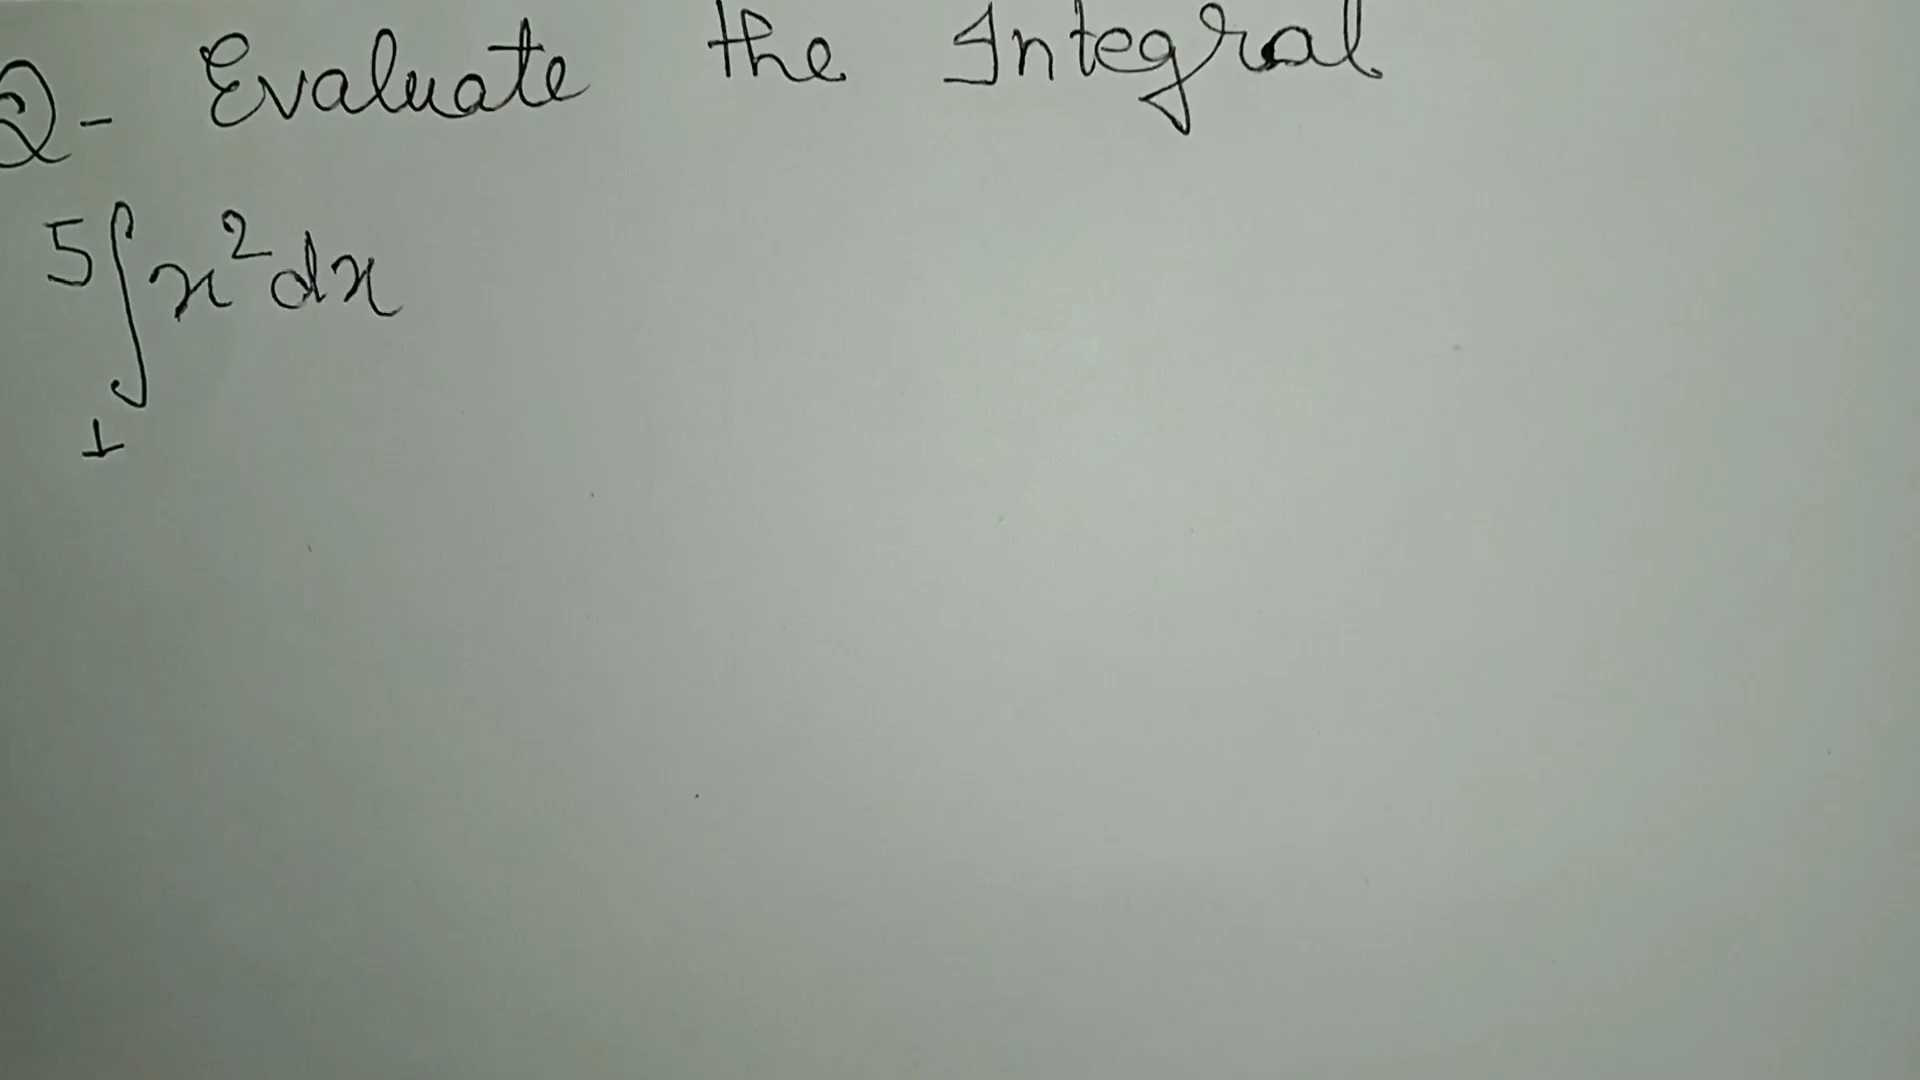 Q- Evaluate the Integral
5∫x²dx
1